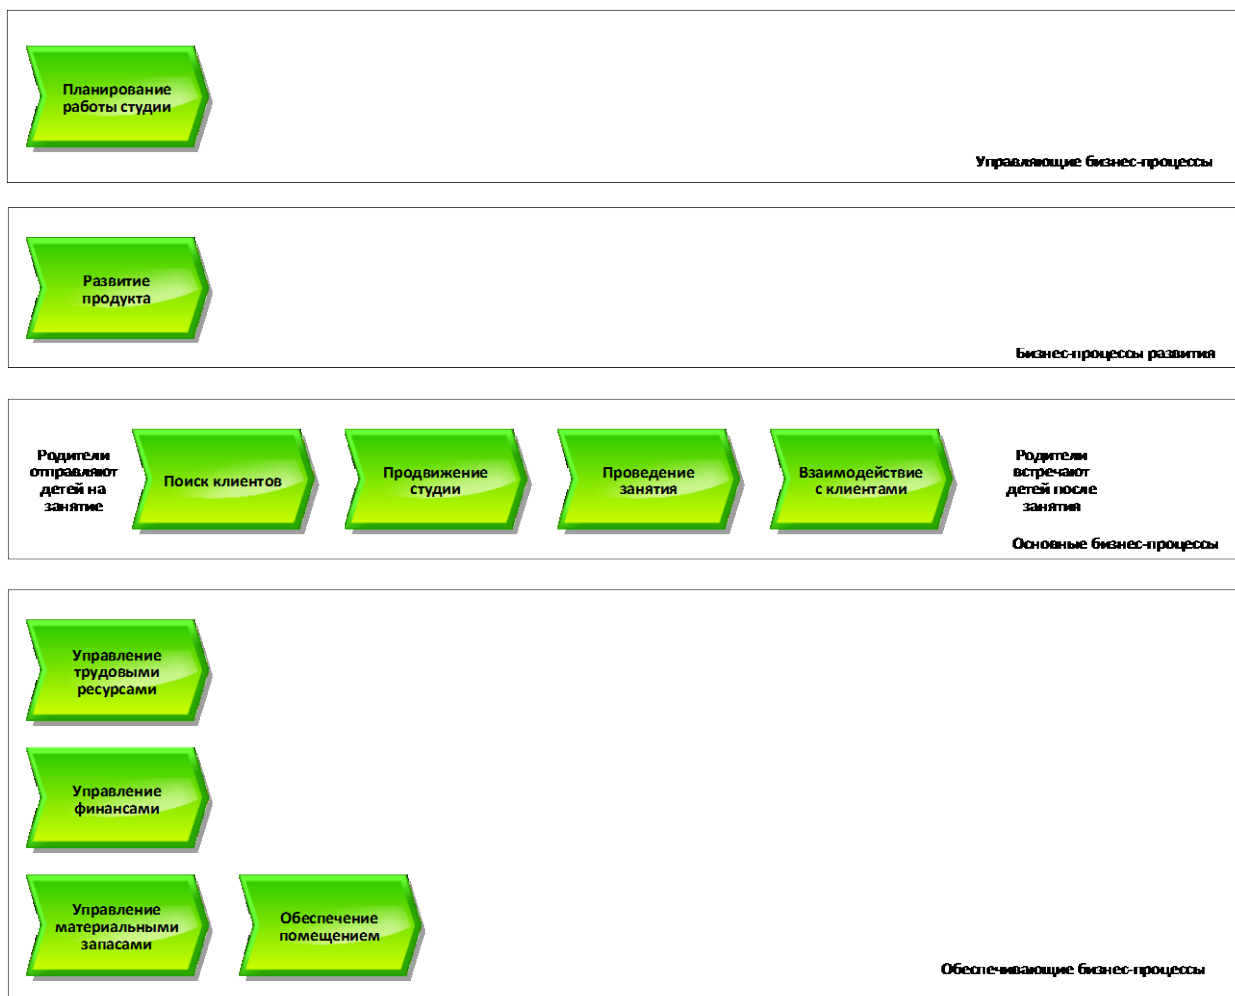 Планирование
работы студии
Управляющие бизнес-процессы
Развитие
продукта
Бизнес-процессы развития
Родители
отправляют
детей на
занятие
Поиск клиентов
Продвижение
студии
Проведение
занятия
Взаимодействие
с клиентами
Родители
встречают
детей после
занятия
Основные бизнес-процессы
Управление
трудовыми
ресурсами
Управление
финансами
Управление
материальными
запасами
Обеспечение
помещением
Обеспечивающие бизнес-процессы